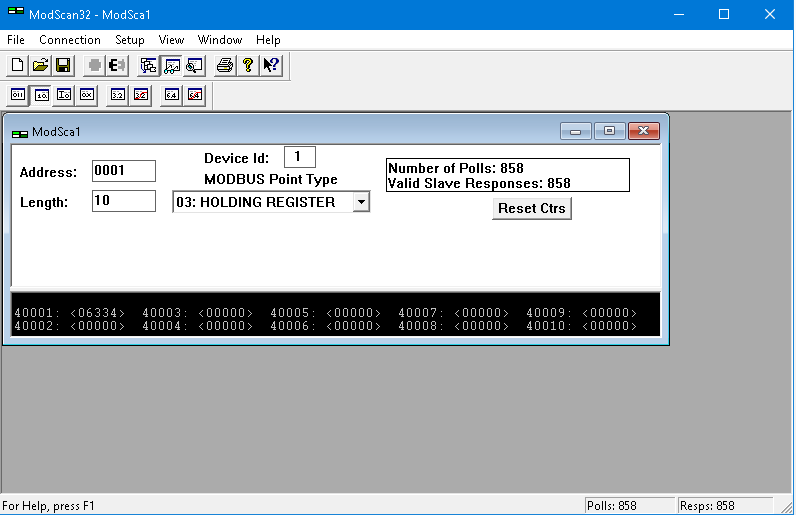 ModScan32 - ModSca1
File Connection Setup View Window Help
ModSca1
Address: 0001
Device Id: 1
MODBUS Point Type
Length: 10
03: HOLDING REGISTER
Number of Polls: 858
Valid Slave Responses: 858
Reset Ctrs
40001: <06334> 40003: <00000> 40005: <00000> 40007: <00000> 40009: <00000>
40002: <00000> 40004: <00000> 40006: <00000> 40008: <00000> 40010: <00000>
For Help, press F1
Polls: 858
Resps: 858